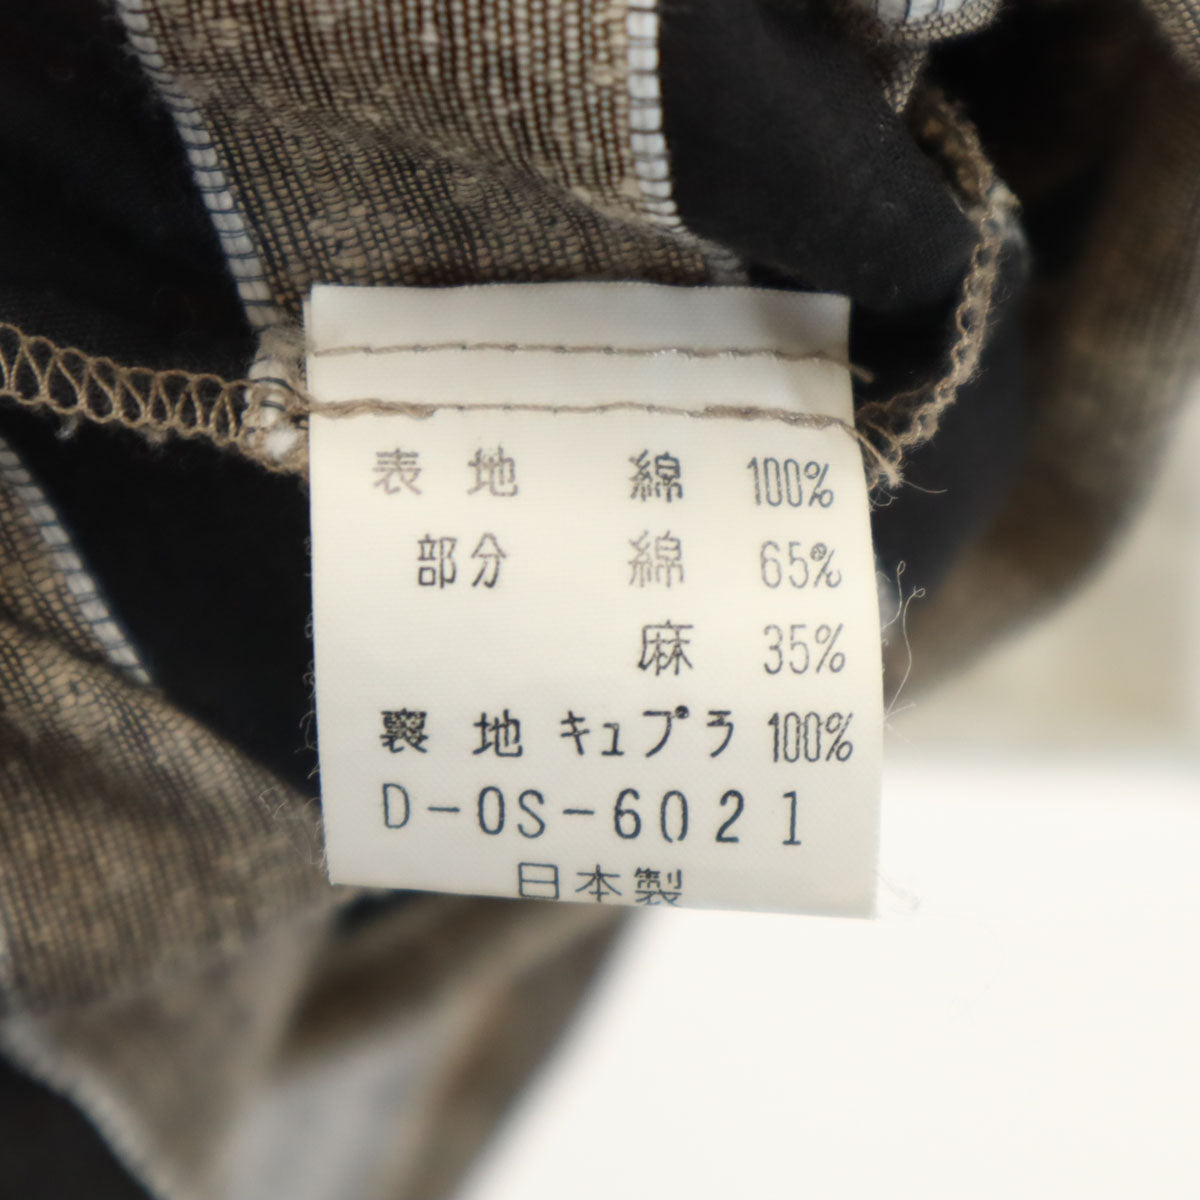 表地 綿 100%
部分 綿 65%
麻 35%
裏地 キュプラ 100%
D-OS-6021
日本製